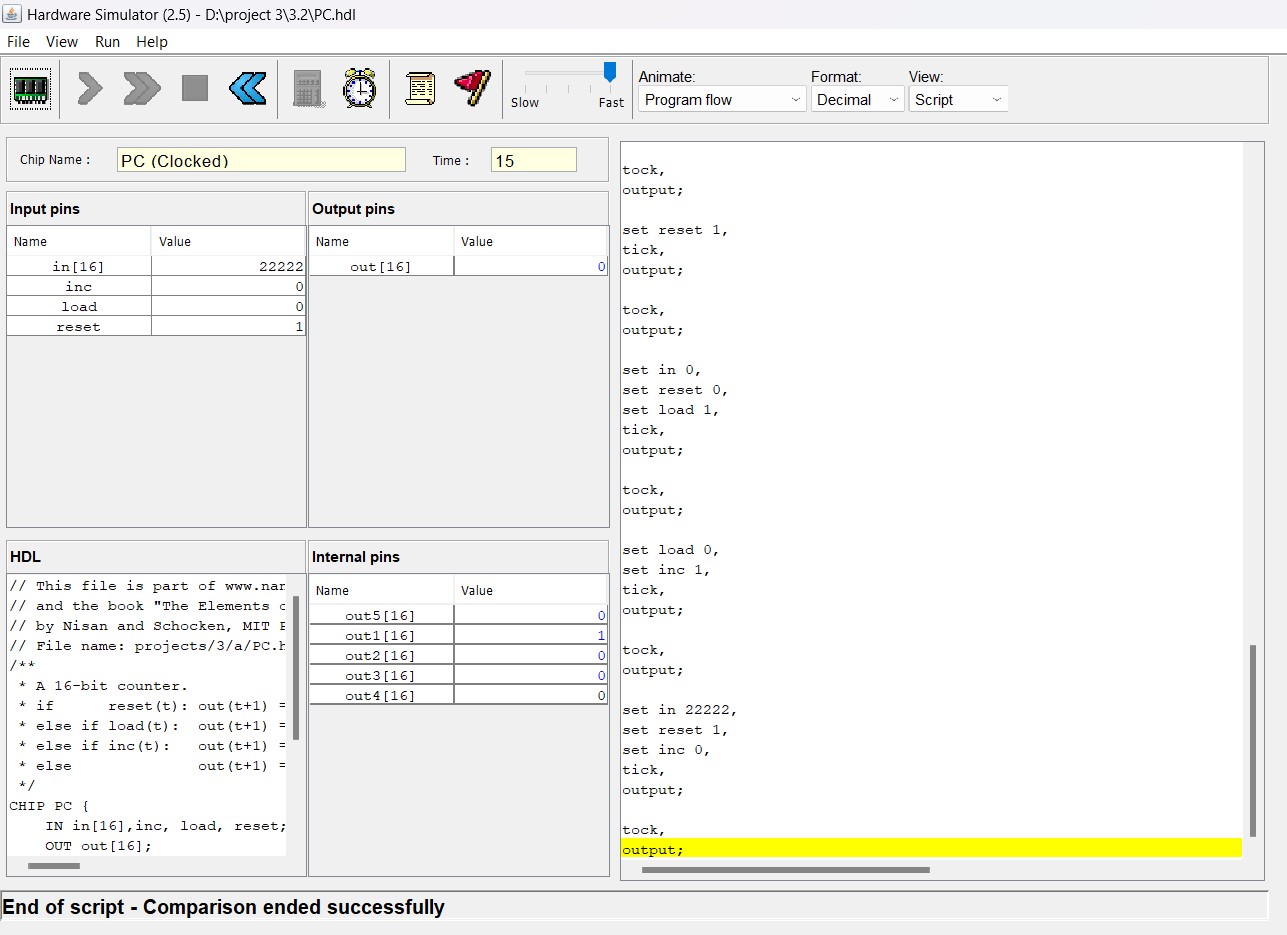 Hardware Simulator (2.5) - D:\project 3\3.2\PC.hdl
File View Run Help
Slow Fast
Animate: Format: View:
Program flow Decimal Script
Chip Name : PC (Clocked) Time : 15
Input pins
Name Value
in[16] 22222
inc 0
load 0
reset 1
Output pins
Name Value
out[16] 0
HDL
// This file is part of www.nan
// and the book "The Elements o
// by Nisan and Schocken, MIT P
// File name: projects/3/a/PC.h
/**
* A 16-bit counter.
* if reset(t): out(t+1) =
* else if load(t): out(t+1) =
* else if inc(t): out(t+1) =
* else out(t+1) =
*/
CHIP PC {
IN in[16],inc, load, reset;
OUT out[16];
Internal pins
Name Value
out5[16] 0
out1[16] 1
out2[16] 0
out3[16] 0
out4[16] 0
tock,
output;
set reset 1,
tick,
output;
tock,
output;
set in 0,
set reset 0,
set load 1,
tick,
output;
tock,
output;
set load 0,
set inc 1,
tick,
output;
tock,
output;
set in 22222,
set reset 1,
set inc 0,
tick,
output;
tock,
output;
End of script - Comparison ended successfully